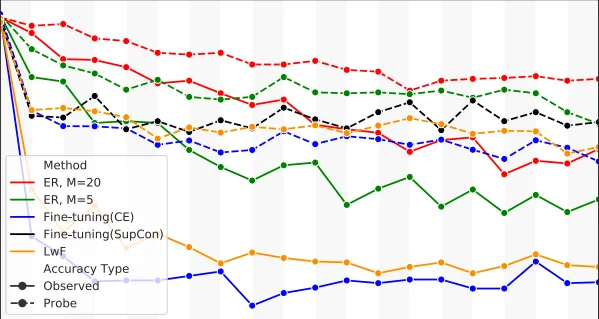 Method
ER, M=20
ER, M=5
Fine-tuning(CE)
Fine-tuning(SupCon)
LwF
Accuracy Type
Observed
Probe